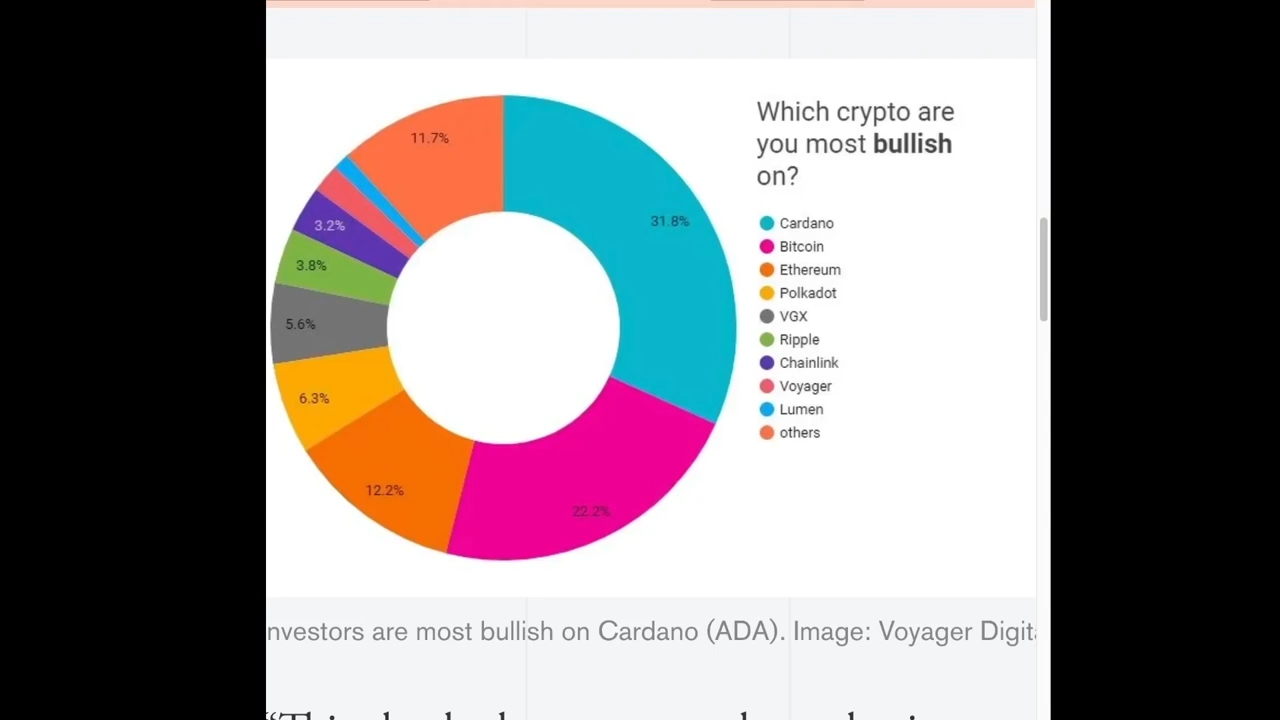 Which crypto are
you most bullish
on?
Cardano
Bitcoin
Ethereum
Polkadot
VGX
Ripple
Chainlink
Voyager
Lumen
others
31.8%
22.2%
12.2%
6.3%
5.6%
3.8%
3.2%
11.7%
nvestors are most bullish on Cardano (ADA). Image: Voyager Digit